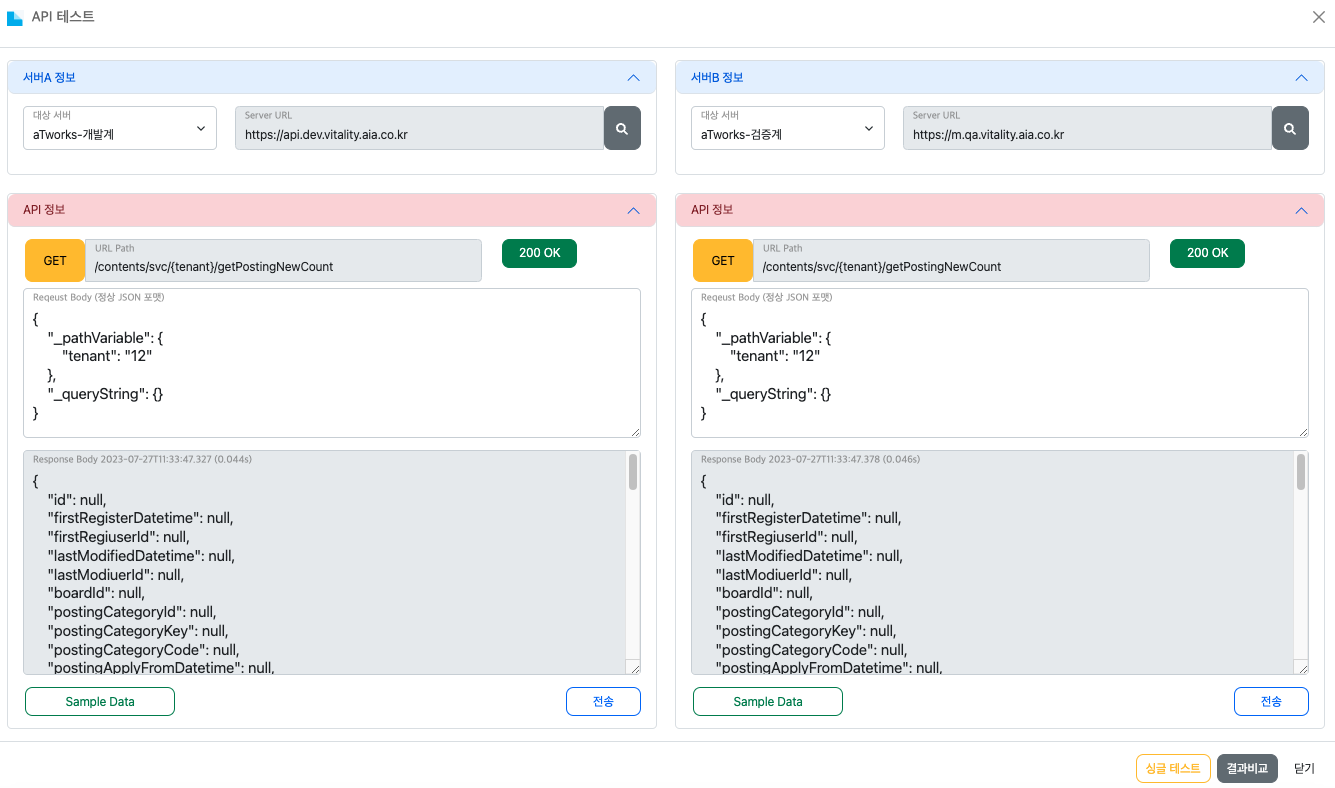 API 테스트
서버A 정보
대상 서버
aTworks-개발계
Server URL
https://api.dev.vitality.aia.co.kr
API 정보
GET
URL Path
/contents/svc/{tenant}/getPostingNewCount
200 OK
Reqeust Body (정상 JSON 포맷)
{
"_pathVariable": {
"tenant": "12"
},
"_queryString": {}
}
Response Body 2023-07-27T11:33:47.327 (0.044s)
{
"id": null,
"firstRegisterDatetime": null,
"firstRegiuserId": null,
"lastModifiedDatetime": null,
"lastModiuerId": null,
"boardId": null,
"postingCategoryId": null,
"postingCategoryKey": null,
"postingCategoryCode": null,
"postingApplyFromDatetime": null,
Sample Data
전송
서버B 정보
대상 서버
aTworks-검증계
Server URL
https://m.qa.vitality.aia.co.kr
API 정보
GET
URL Path
/contents/svc/{tenant}/getPostingNewCount
200 OK
Reqeust Body (정상 JSON 포맷)
{
"_pathVariable": {
"tenant": "12"
},
"_queryString": {}
}
Response Body 2023-07-27T11:33:47.378 (0.046s)
{
"id": null,
"firstRegisterDatetime": null,
"firstRegiuserId": null,
"lastModifiedDatetime": null,
"lastModiuerId": null,
"boardId": null,
"postingCategoryId": null,
"postingCategoryKey": null,
"postingCategoryCode": null,
"postingApplyFromDatetime": null,
Sample Data
전송
싱글 테스트
결과비교
닫기